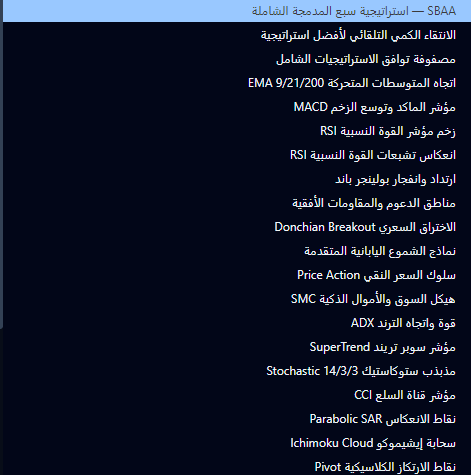 SBAA — استراتيجية سبع المدمجة الشاملة
الانتقاء الكمي التلقائي لأفضل استراتيجية
مصفوفة توافق الاستراتيجيات الشامل
اتجاه المتوسطات المتحركة EMA 9/21/200
مؤشر الماكد وتوسع الزخم MACD
زخم مؤشر القوة النسبية RSI
انعكاس تشبعات القوة النسبية RSI
ارتداد وانفجار بولينجر باند
مناطق الدعوم والمقاومات الأفقية
الاختراق السعري Donchian Breakout
نماذج الشموع اليابانية المتقدمة
سلوك السعر النقي Price Action
هيكل السوق والأموال الذكية SMC
قوة واتجاه الترند ADX
مؤشر سوبر تريند SuperTrend
مذبذب ستوكاستيك Stochastic 14/3/3
مؤشر قناة السلع CCI
نقاط الانعكاس Parabolic SAR
سحابة إيشيموكو Ichimoku Cloud
نقاط الارتكاز الكلاسيكية Pivot